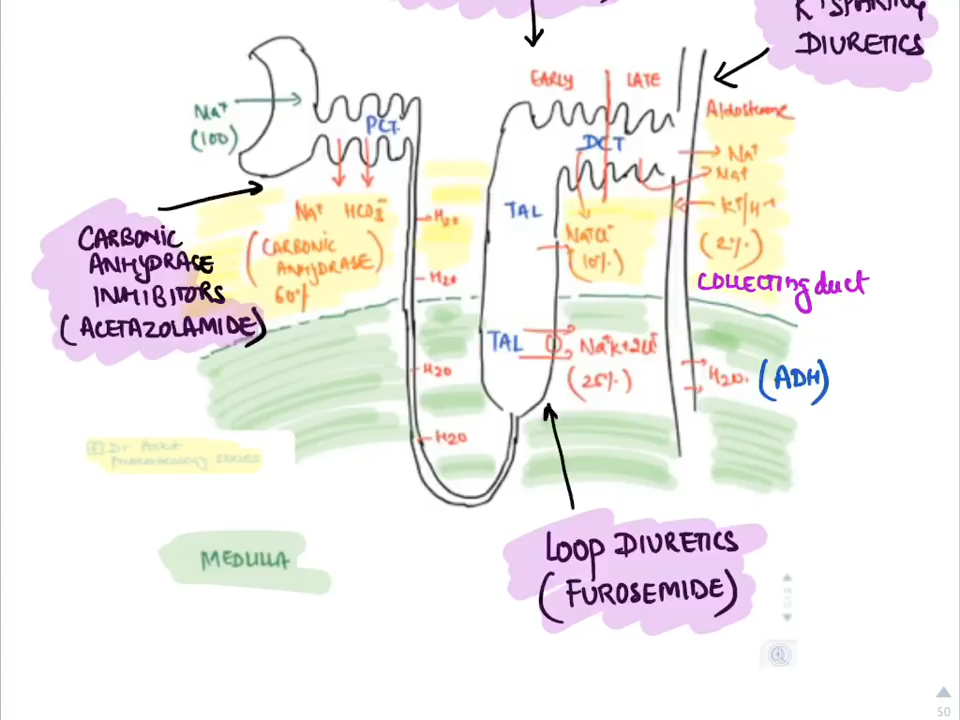 K⁺ SPARING
DIURETICS
EARLY
LATE
Na⁺
(100)
PCT
DCT
Aldosterone
Na⁺
Na⁺
K⁺/H⁺
(2%)
Na⁺
HCO₃⁻
(CARBONIC
ANHYDRASE)
60%
H₂O
H₂O
H₂O
H₂O
TAL
TAL
(10%)
Na⁺K⁺2Cl⁻
(25%)
COLLECTING duct
H₂O
(ADH)
CARBONIC
ANHYDRASE
INHIBITORS
(ACETAZOLAMIDE)
MEDULLA
LOOP DIURETICS
(FUROSEMIDE)
50